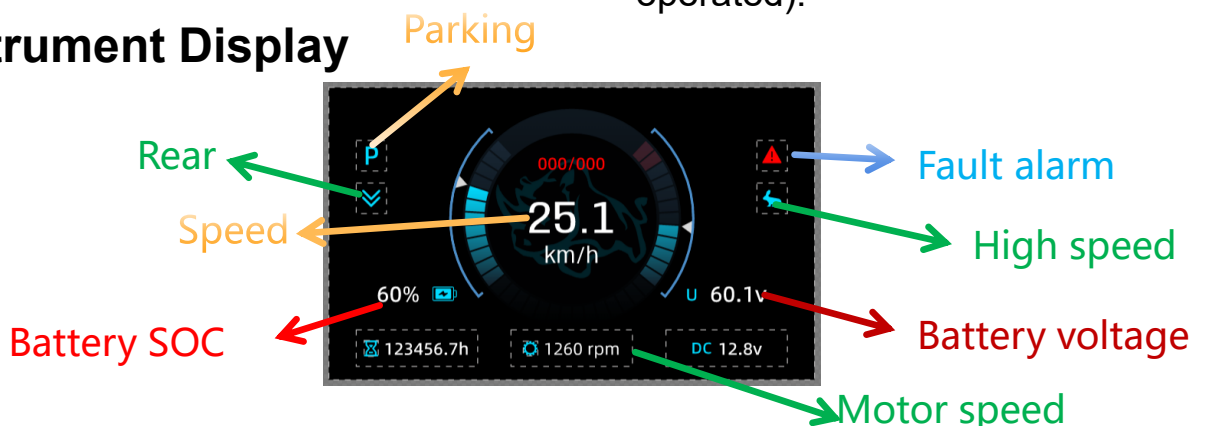 operated).
trument Display
Parking
Rear
Speed
Battery SOC
P
000/000
25.1
km/h
60%
U 60.1v
123456.7h
1260 rpm
DC 12.8v
Fault alarm
High speed
Battery voltage
Motor speed